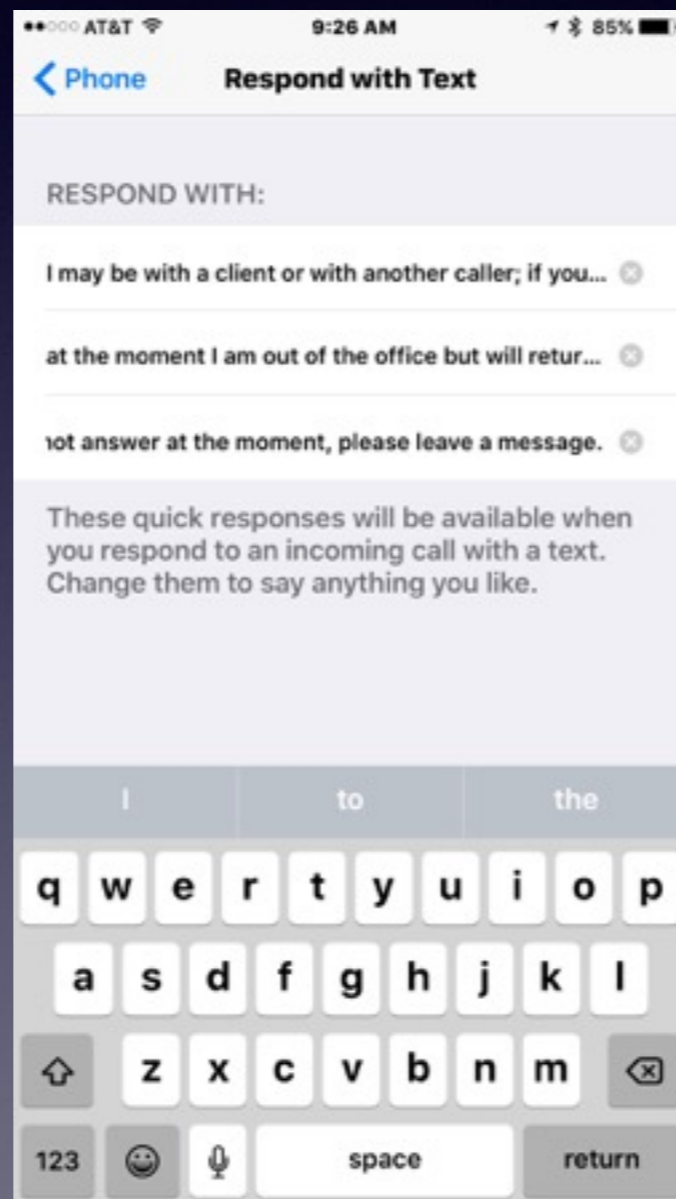 AT&T 9:26 AM 85%
Phone Respond with Text
RESPOND WITH:
I may be with a client or with another caller; if you...
at the moment I am out of the office but will retur...
not answer at the moment, please leave a message.
These quick responses will be available when
you respond to an incoming call with a text.
Change them to say anything you like.
I to the
q w e r t y u i o p
a s d f g h j k l
z x c v b n m
123 space return